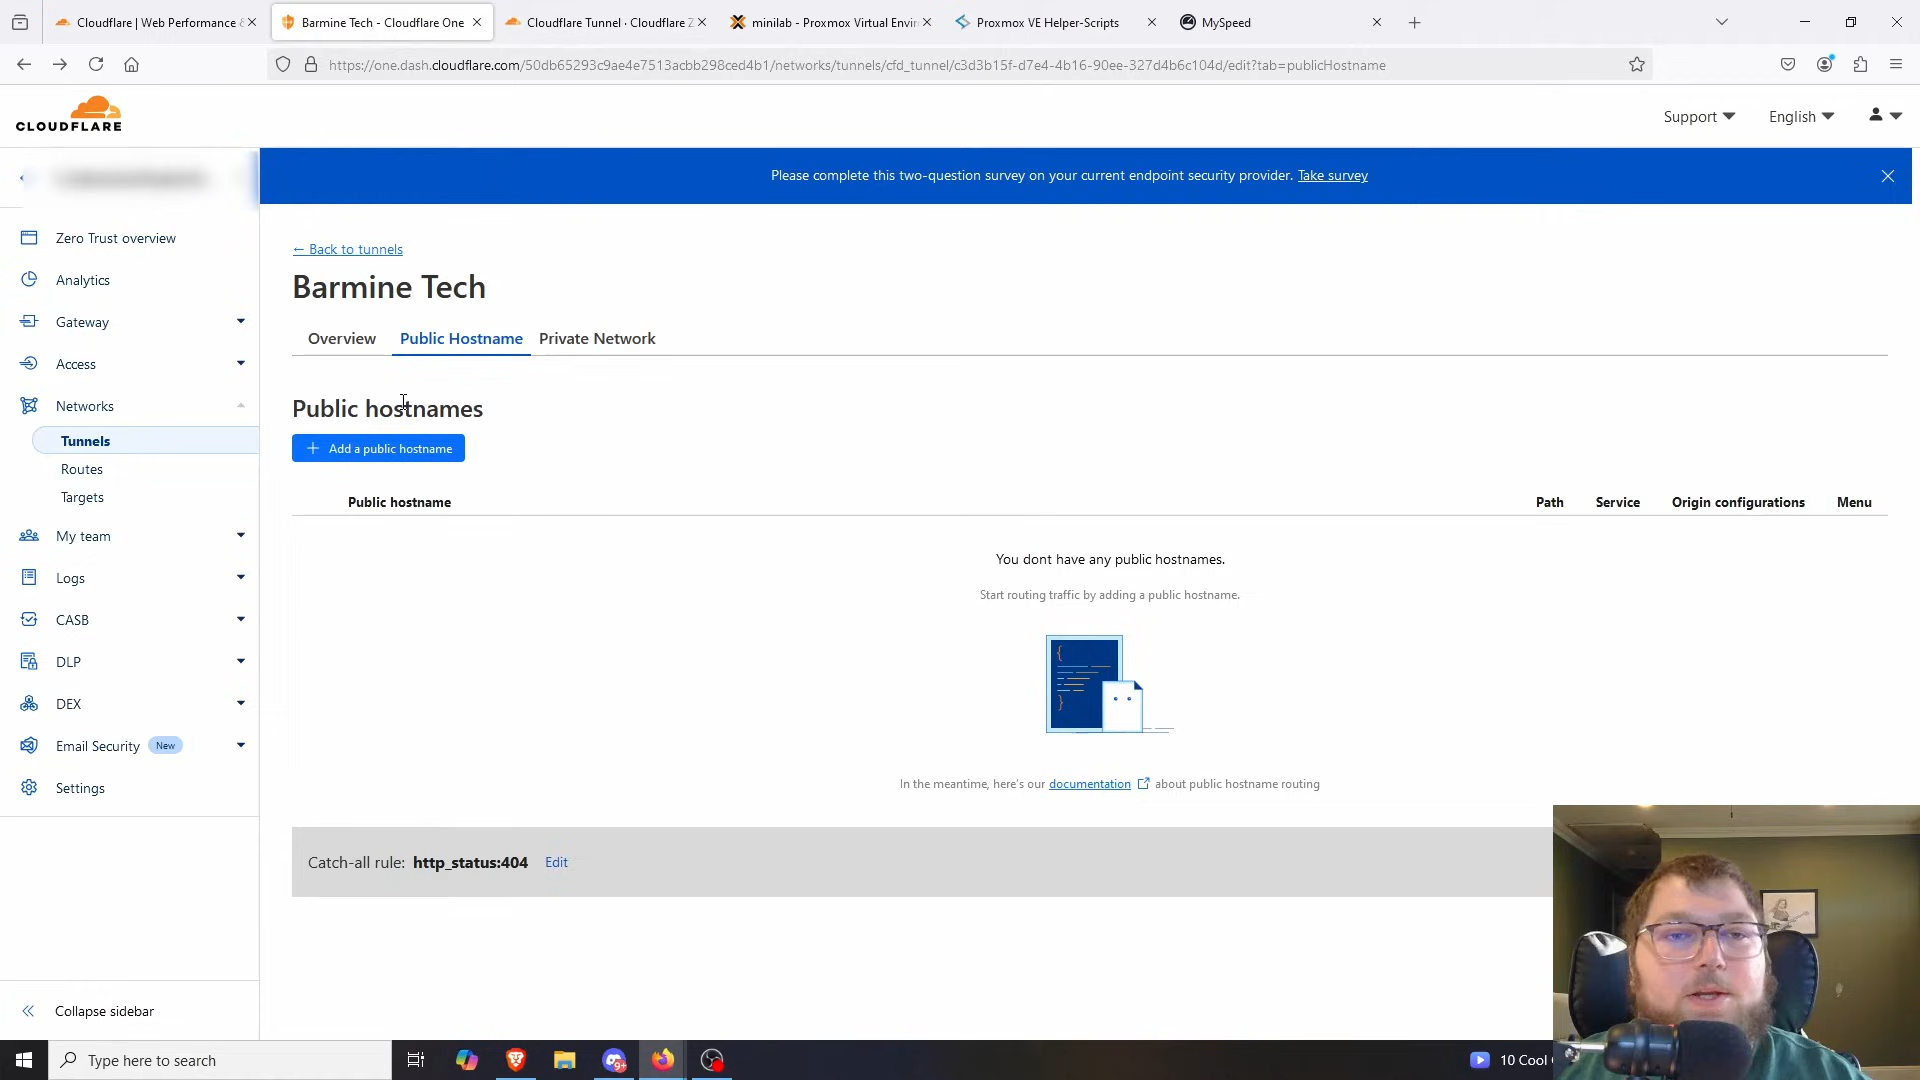 Cloudflare | Web Performance &
Barmine Tech - Cloudflare One
Cloudflare Tunnel · Cloudflare Z
minilab - Proxmox Virtual Envir
Proxmox VE Helper-Scripts
MySpeed
https://one.dash.cloudflare.com/50db65293c9ae4e7513acbb298ced4b1/networks/tunnels/cfd_tunnel/c3d3b15f-d7e4-4b16-90ee-327d4b6c104d/edit?tab=publicHostname
CLOUDFLARE
Support
English
Please complete this two-question survey on your current endpoint security provider. Take survey
Zero Trust overview
Analytics
Gateway
Access
Networks
Tunnels
Routes
Targets
My team
Logs
CASB
DLP
DEX
Email Security New
Settings
Collapse sidebar
← Back to tunnels
Barmine Tech
Overview Public Hostname Private Network
Public hostnames
+ Add a public hostname
Public hostname Path Service Origin configurations Menu
You dont have any public hostnames.
Start routing traffic by adding a public hostname.
In the meantime, here's our documentation about public hostname routing
Catch-all rule: http_status:404 Edit
Type here to search
9+
10 Cool